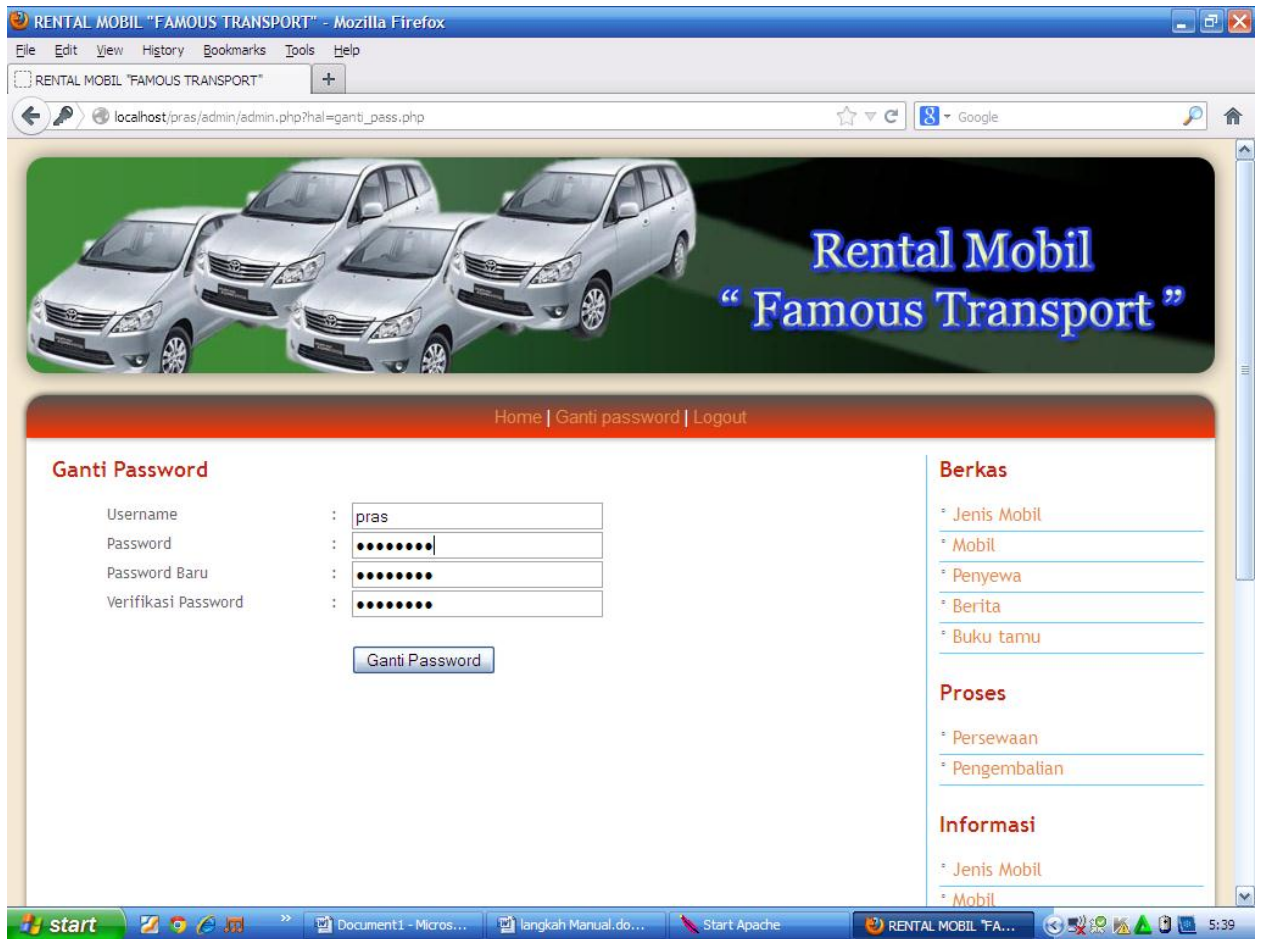 RENTAL MOBIL "FAMOUS TRANSPORT" - Mozilla Firefox
File Edit View History Bookmarks Tools Help
RENTAL MOBIL "FAMOUS TRANSPORT" +
localhost/pras/admin/admin.php?hal=ganti_pass.php
Google
Rental Mobil
“ Famous Transport ”
Home | Ganti password | Logout
Ganti Password
Username : pras
Password : ••••••••
Password Baru : ••••••••
Verifikasi Password : ••••••••
Ganti Password
Berkas
Jenis Mobil
Mobil
Penyewa
Berita
Buku tamu
Proses
Persewaan
Pengembalian
Informasi
Jenis Mobil
Mobil
start
Document1 - Micros...
langkah Manual.do...
Start Apache
RENTAL MOBIL "FA...
5:39